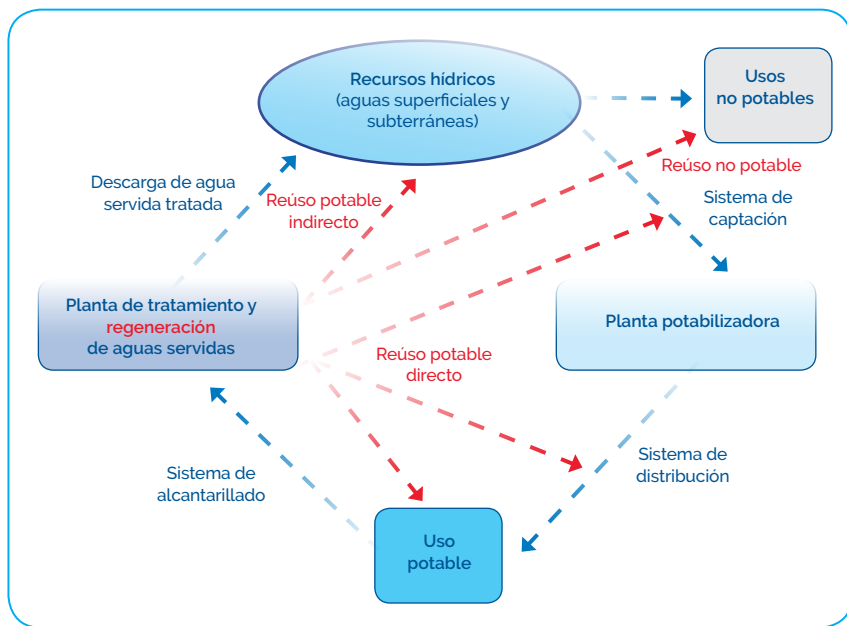 Recursos hídricos
(aguas superficiales y
subterráneas)
Usos
no potables
Reúso no potable
Descarga de agua
servida tratada
Reúso potable
indirecto
Sistema de
captación
Planta de tratamiento y
regeneración
de aguas servidas
Planta potabilizadora
Reúso potable
directo
Sistema de
alcantarillado
Sistema de
distribución
Uso
potable